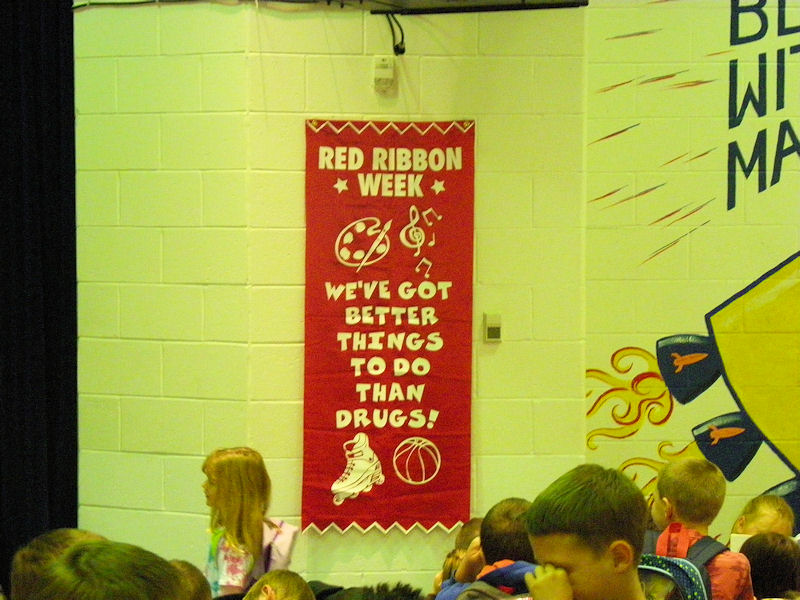 RED RIBBON
WEEK
WE'VE GOT
BETTER
THINGS
TO DO
THAN
DRUGS!